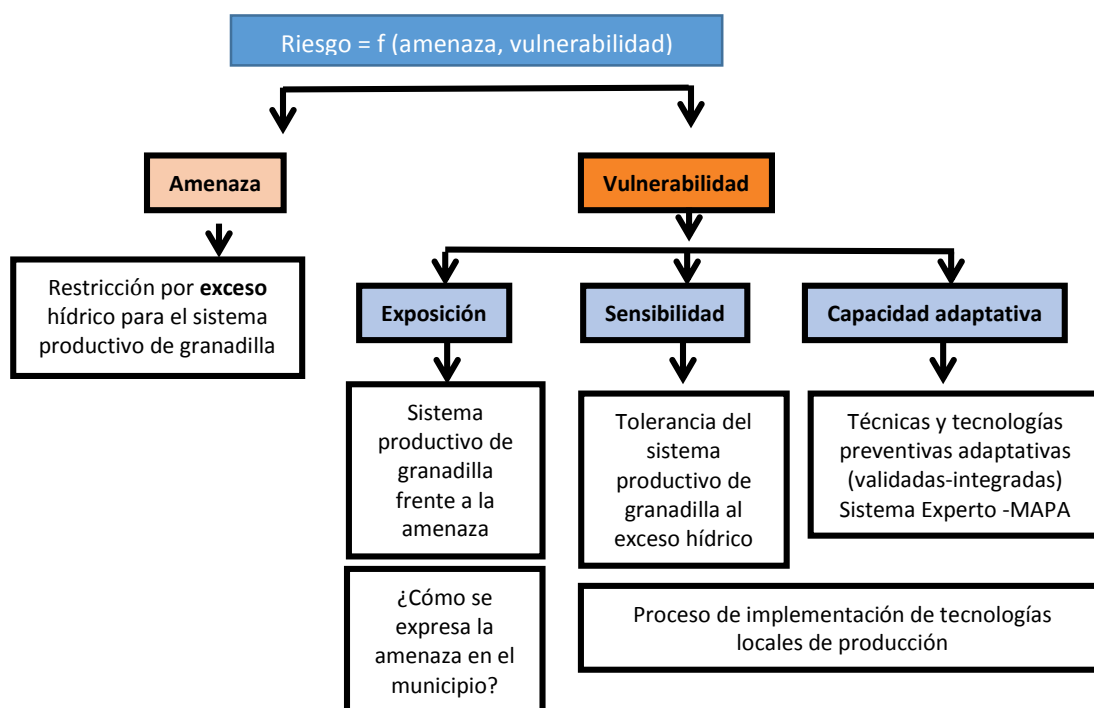 Riesgo = f (amenaza, vulnerabilidad)
Amenaza
Vulnerabilidad
Restricción por exceso
hídrico para el sistema
productivo de granadilla
Exposición
Sensibilidad
Capacidad adaptativa
Sistema
productivo de
granadilla
frente a la
amenaza
Tolerancia del
sistema
productivo de
granadilla al
exceso hídrico
Técnicas y tecnologías
preventivas adaptativas
(validadas-integradas)
Sistema Experto -MAPA
¿Cómo se
expresa la
amenaza en el
municipio?
Proceso de implementación de tecnologías
locales de producción